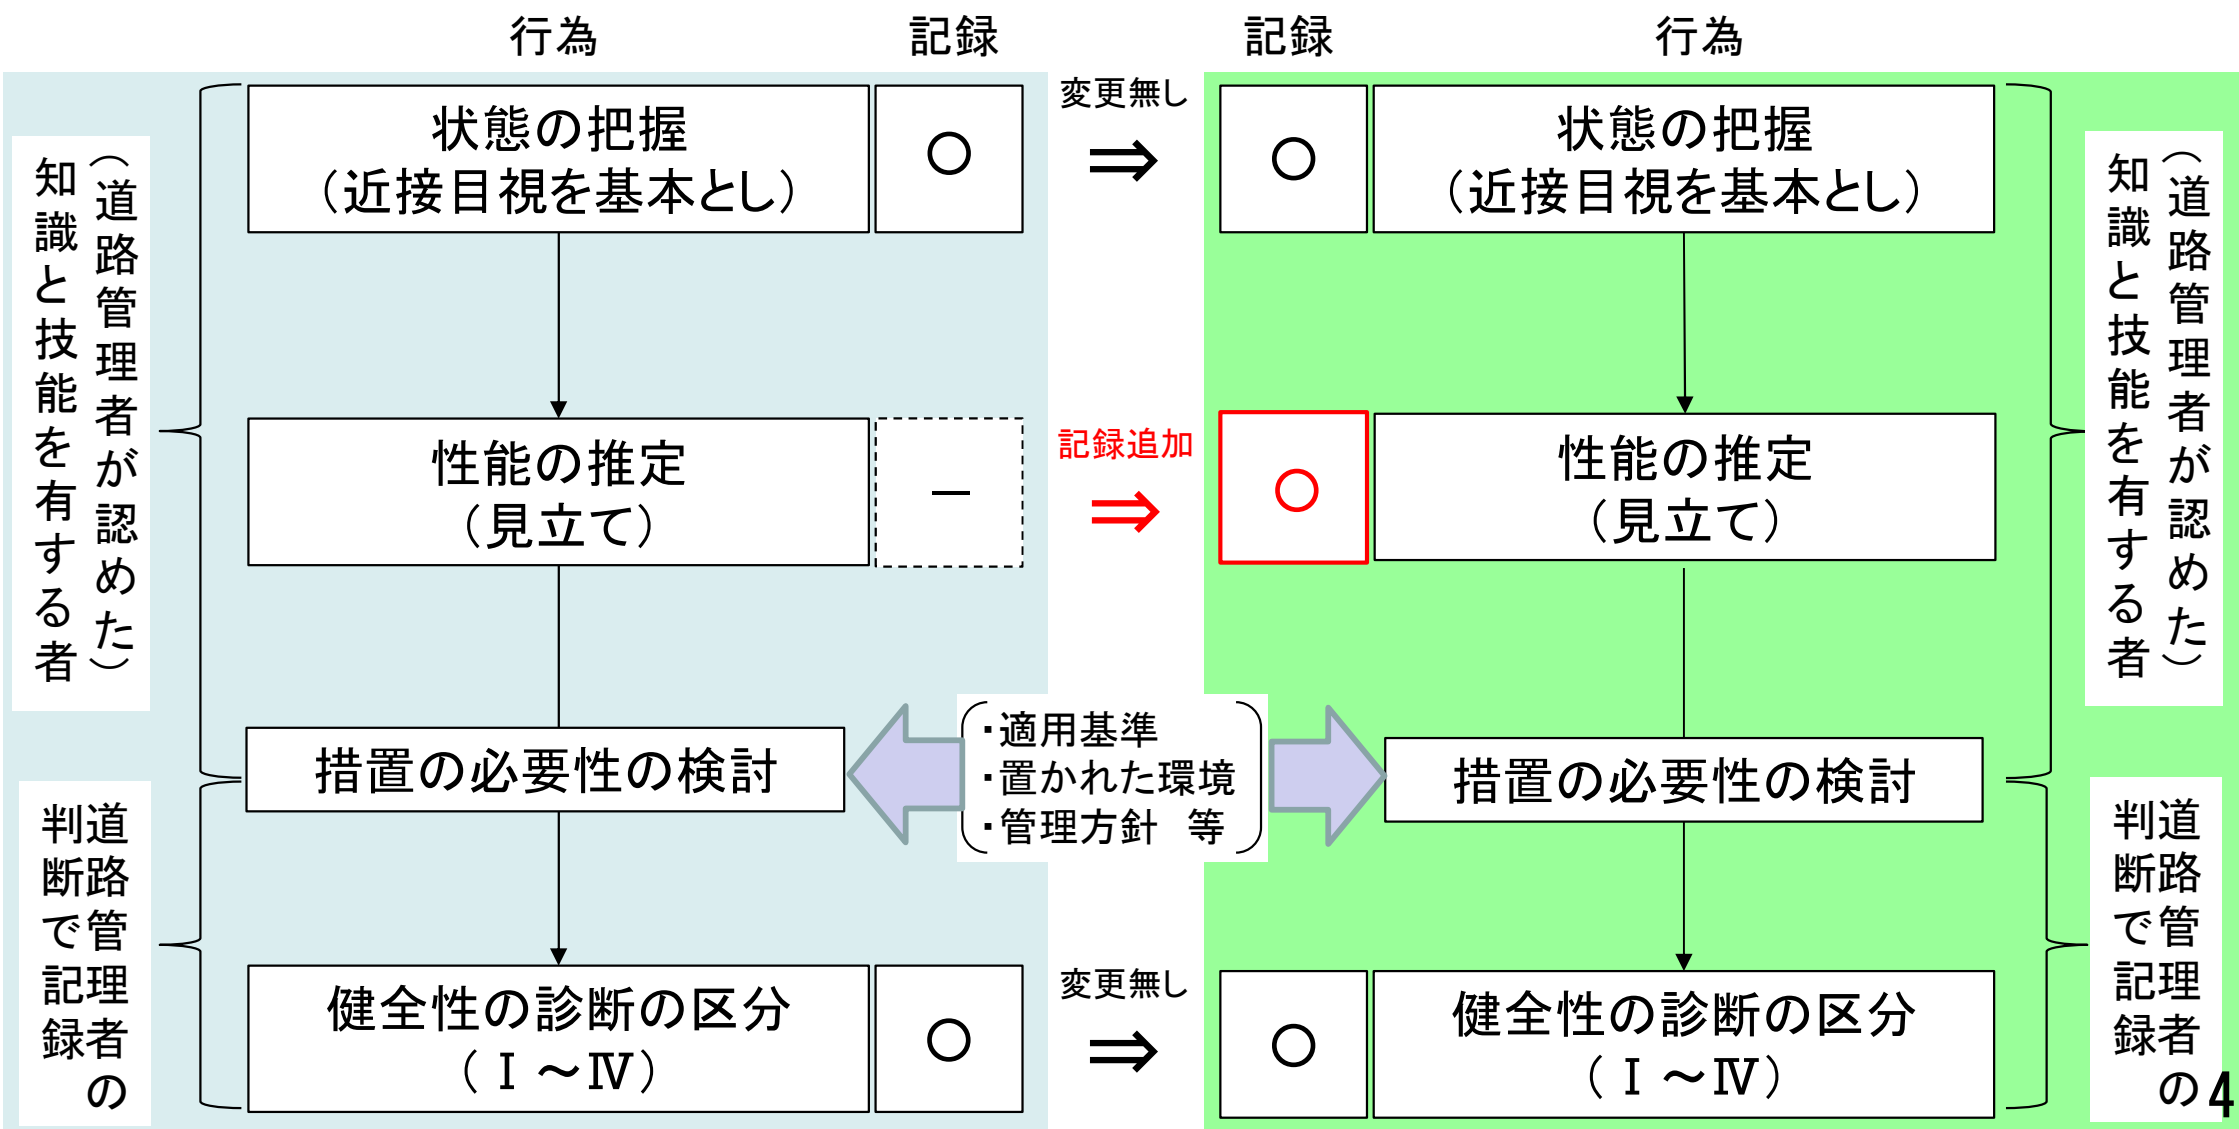 行為
記録
記録
行為
（道路管理者が認めた）
知識と技能を有する者
道路管理者の
判断で記録
状態の把握
（近接目視を基本とし）
○
性能の推定
（見立て）
－
措置の必要性の検討
健全性の診断の区分
（Ⅰ～Ⅳ）
○
変更無し
⇒
記録追加
⇒
・適用基準
・置かれた環境
・管理方針　等
変更無し
⇒
○
状態の把握
（近接目視を基本とし）
○
性能の推定
（見立て）
措置の必要性の検討
○
健全性の診断の区分
（Ⅰ～Ⅳ）
（道路管理者が認めた）
知識と技能を有する者
道路管理者の
判断で記録
4